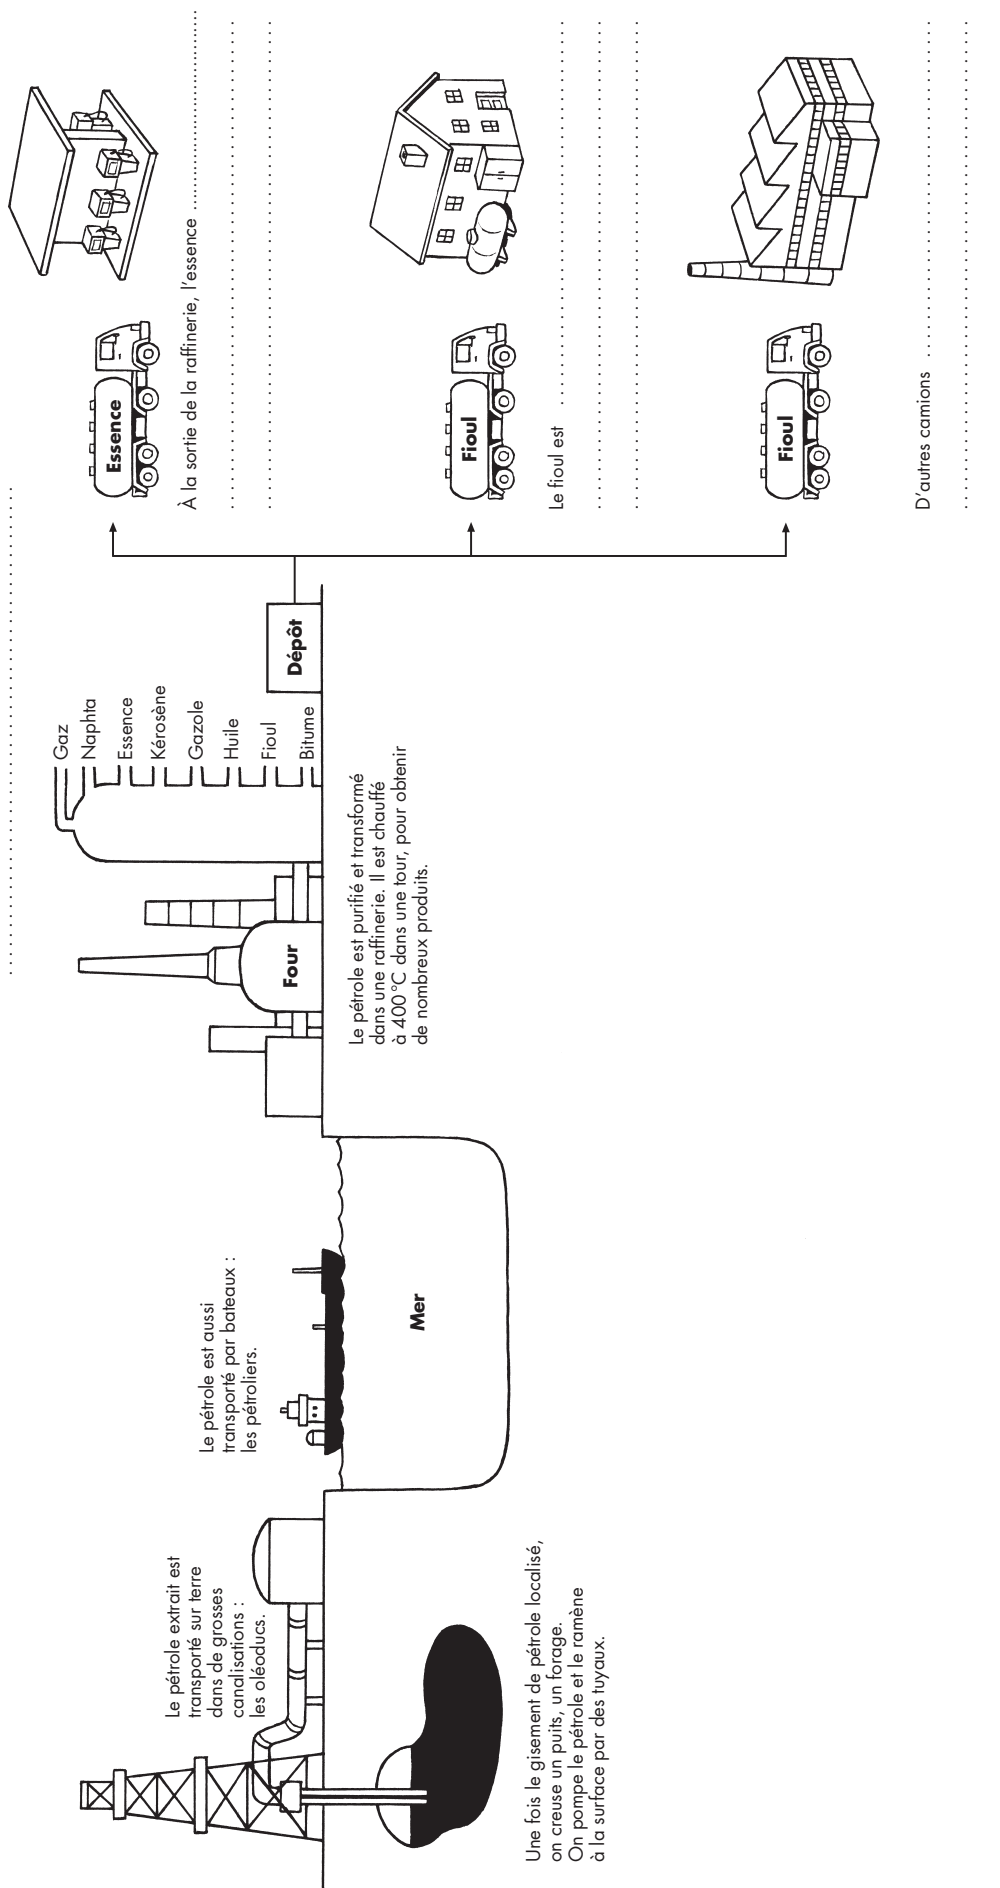 Une fois le gisement de pétrole localisé,
on creuse un puits, un forage.
On pompe le pétrole et le ramène
à la surface par des tuyaux.
Le pétrole extrait est
transporté sur terre
dans de grosses
canalisations :
les oléoducs.
Le pétrole est aussi
transporté par bateaux :
les pétroliers.
Mer
Four
Le pétrole est purifié et transformé
dans une raffinerie. Il est chauffé
à 400 °C dans une tour, pour obtenir
de nombreux produits.
Gaz
Naphta
Essence
Kérosène
Gazole
Huile
Fioul
Bitume
Dépôt
Essence
À la sortie de la raffinerie, l'essence
Fioul
Le fioul est
Fioul
D'autres camions